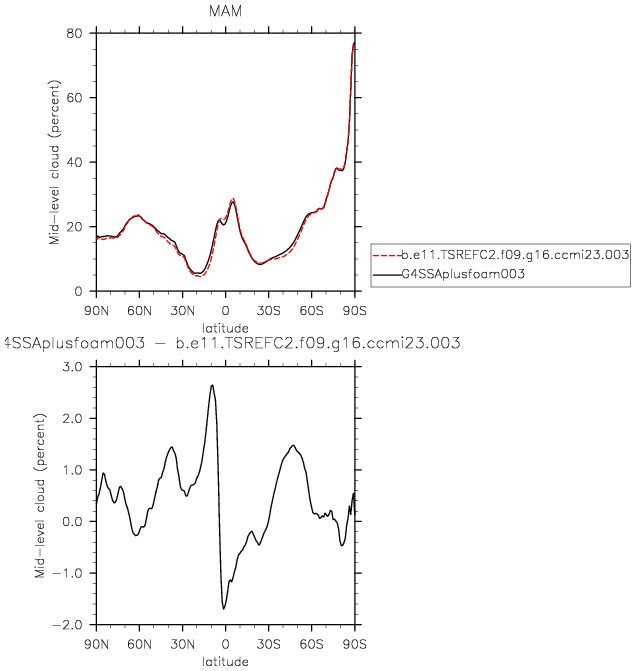 MAM
80
60
40
20
0
Mid-level cloud (percent)
90N 60N 30N 0 30S 60S 90S
latitude
b.e11.TSREFC2.f09.g16.ccmi23.003
G4SSAplusfoam003
4SSAplusfoam003 - b.e11.TSREFC2.f09.g16.ccmi23.003
3.0
2.0
1.0
0.0
-1.0
-2.0
Mid-level cloud (percent)
90N 60N 30N 0 30S 60S 90S
latitude